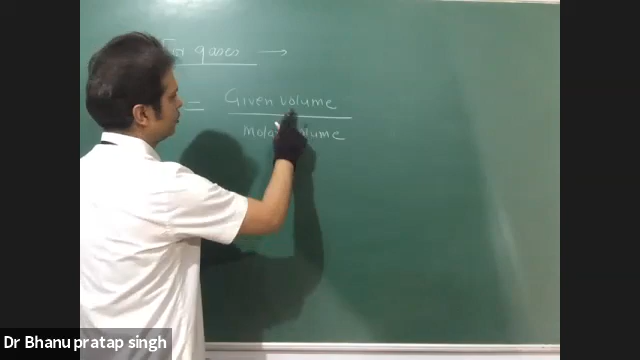 For gases →
= Given volume
Molar volume
Dr Bhanu pratap singh